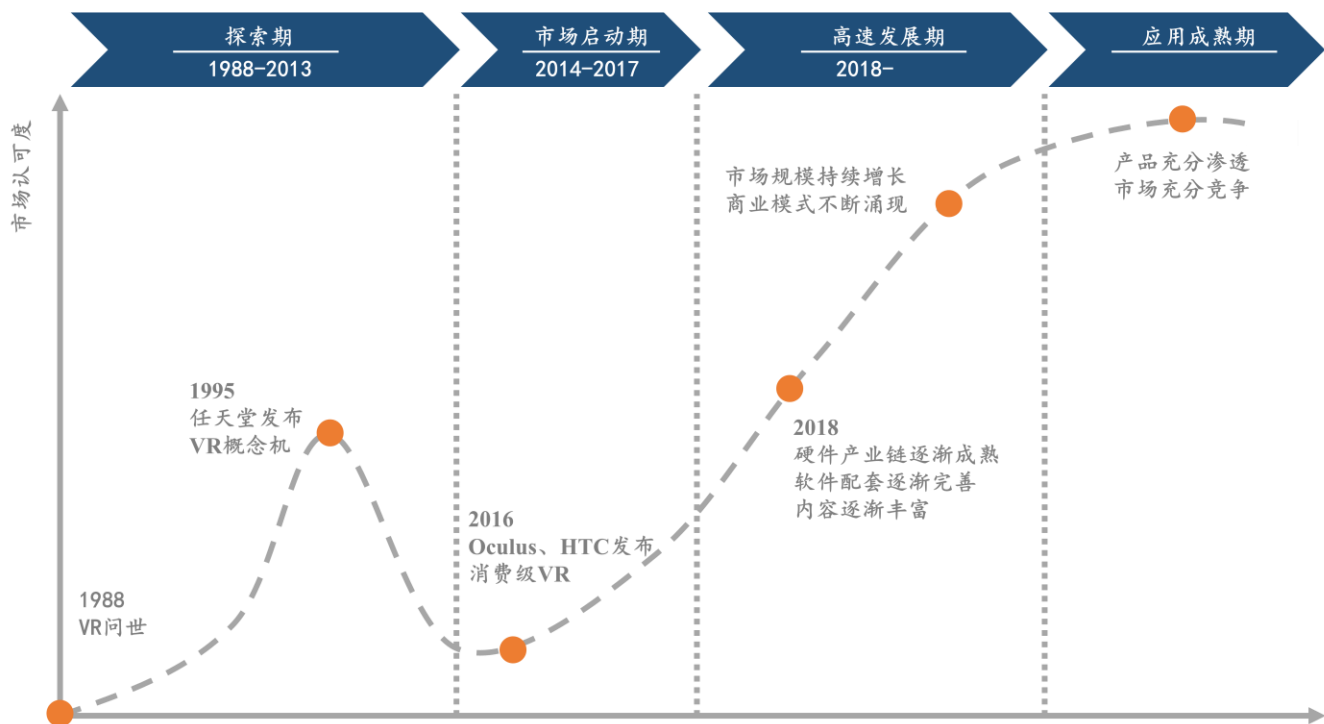 探索期
1988-2013
市场启动期
2014-2017
高速发展期
2018-
应用成熟期
市场认可度
1988
VR问世
1995
任天堂发布
VR概念机
2016
Oculus、HTC发布
消费级VR
2018
硬件产业链逐渐成熟
软件配套逐渐完善
内容逐渐丰富
市场规模持续增长
商业模式不断涌现
产品充分渗透
市场充分竞争